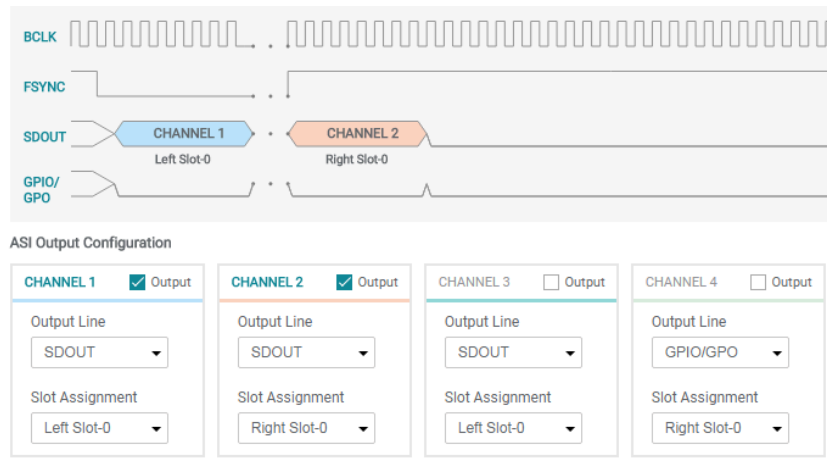 BCLK
FSYNC
SDOUT CHANNEL 1 CHANNEL 2
Left Slot-0 Right Slot-0
GPIO/
GPO
ASI Output Configuration
CHANNEL 1 Output CHANNEL 2 Output CHANNEL 3 Output CHANNEL 4 Output
Output Line Output Line Output Line Output Line
SDOUT SDOUT SDOUT GPIO/GPO
Slot Assignment Slot Assignment Slot Assignment Slot Assignment
Left Slot-0 Right Slot-0 Left Slot-0 Right Slot-0